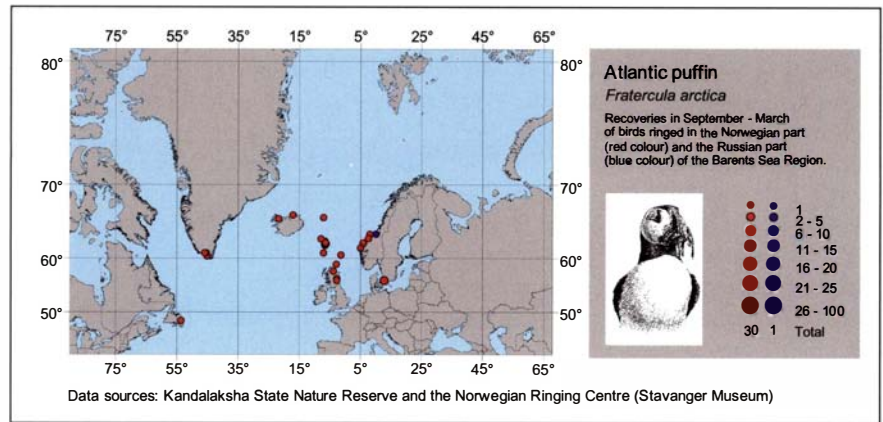 75° 55° 35° 15° 5° 25° 45° 65°
80° 80°
70° 70°
60° 60°
50° 50°
75° 55° 35° 15° 5° 25° 45° 65°
Atlantic puffin
Fratercula arctica
Recoveries in September - March
of birds ringed in the Norwegian part
(red colour) and the Russian part
(blue colour) of the Barents Sea Region.
1
2 - 5
6 - 10
11 - 15
16 - 20
21 - 25
26 - 100
30 1 Total
Data sources: Kandalaksha State Nature Reserve and the Norwegian Ringing Centre (Stavanger Museum)